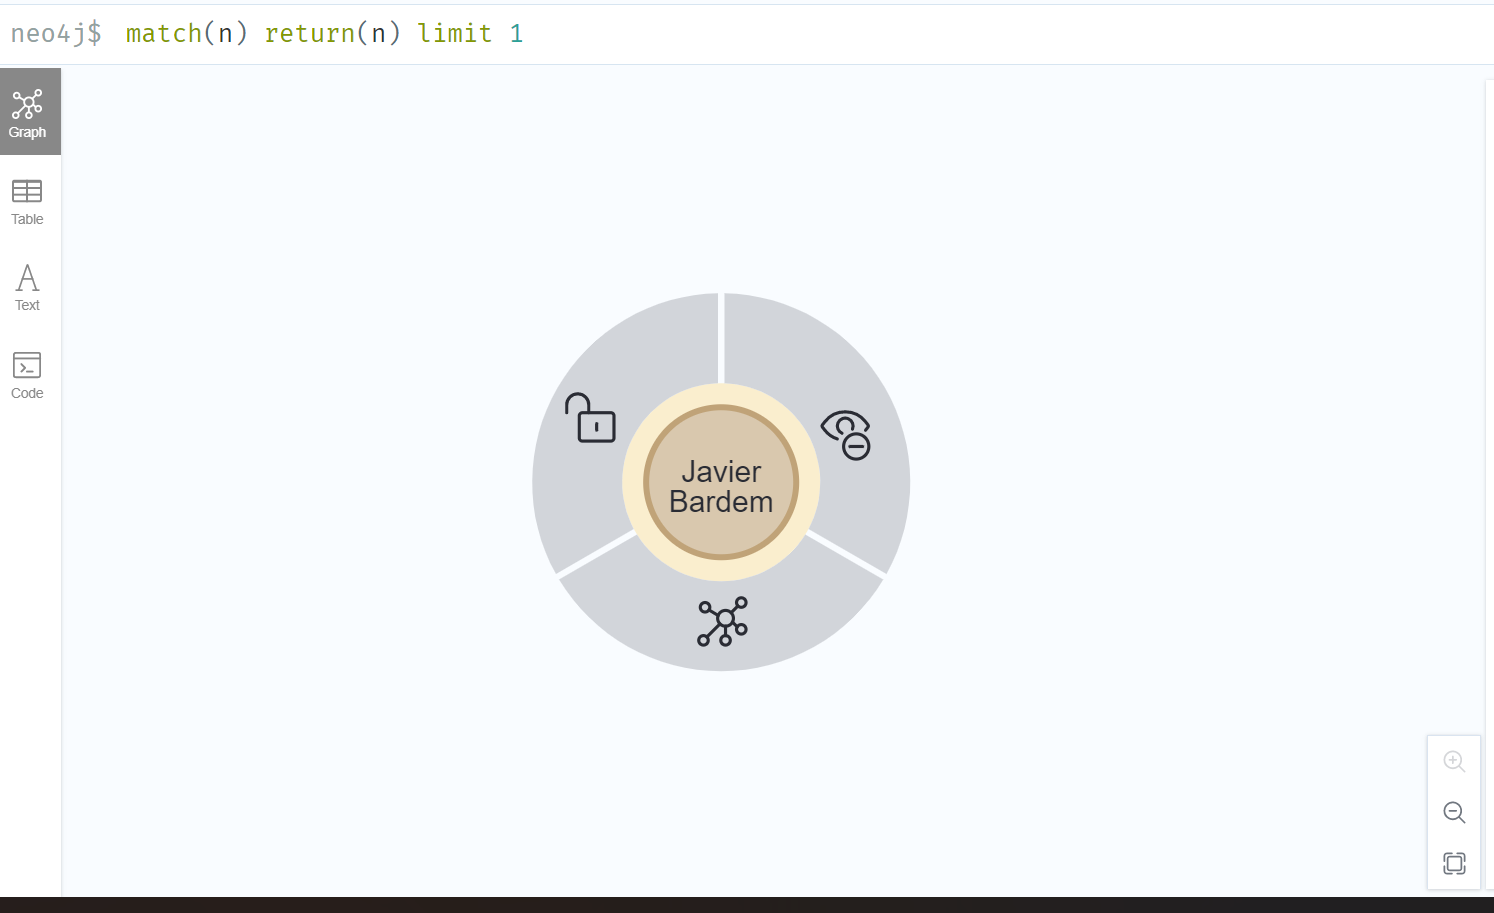 neo4j$ match(n) return(n) limit 1
Graph
Table
A
Text
Code
Javier
Bardem